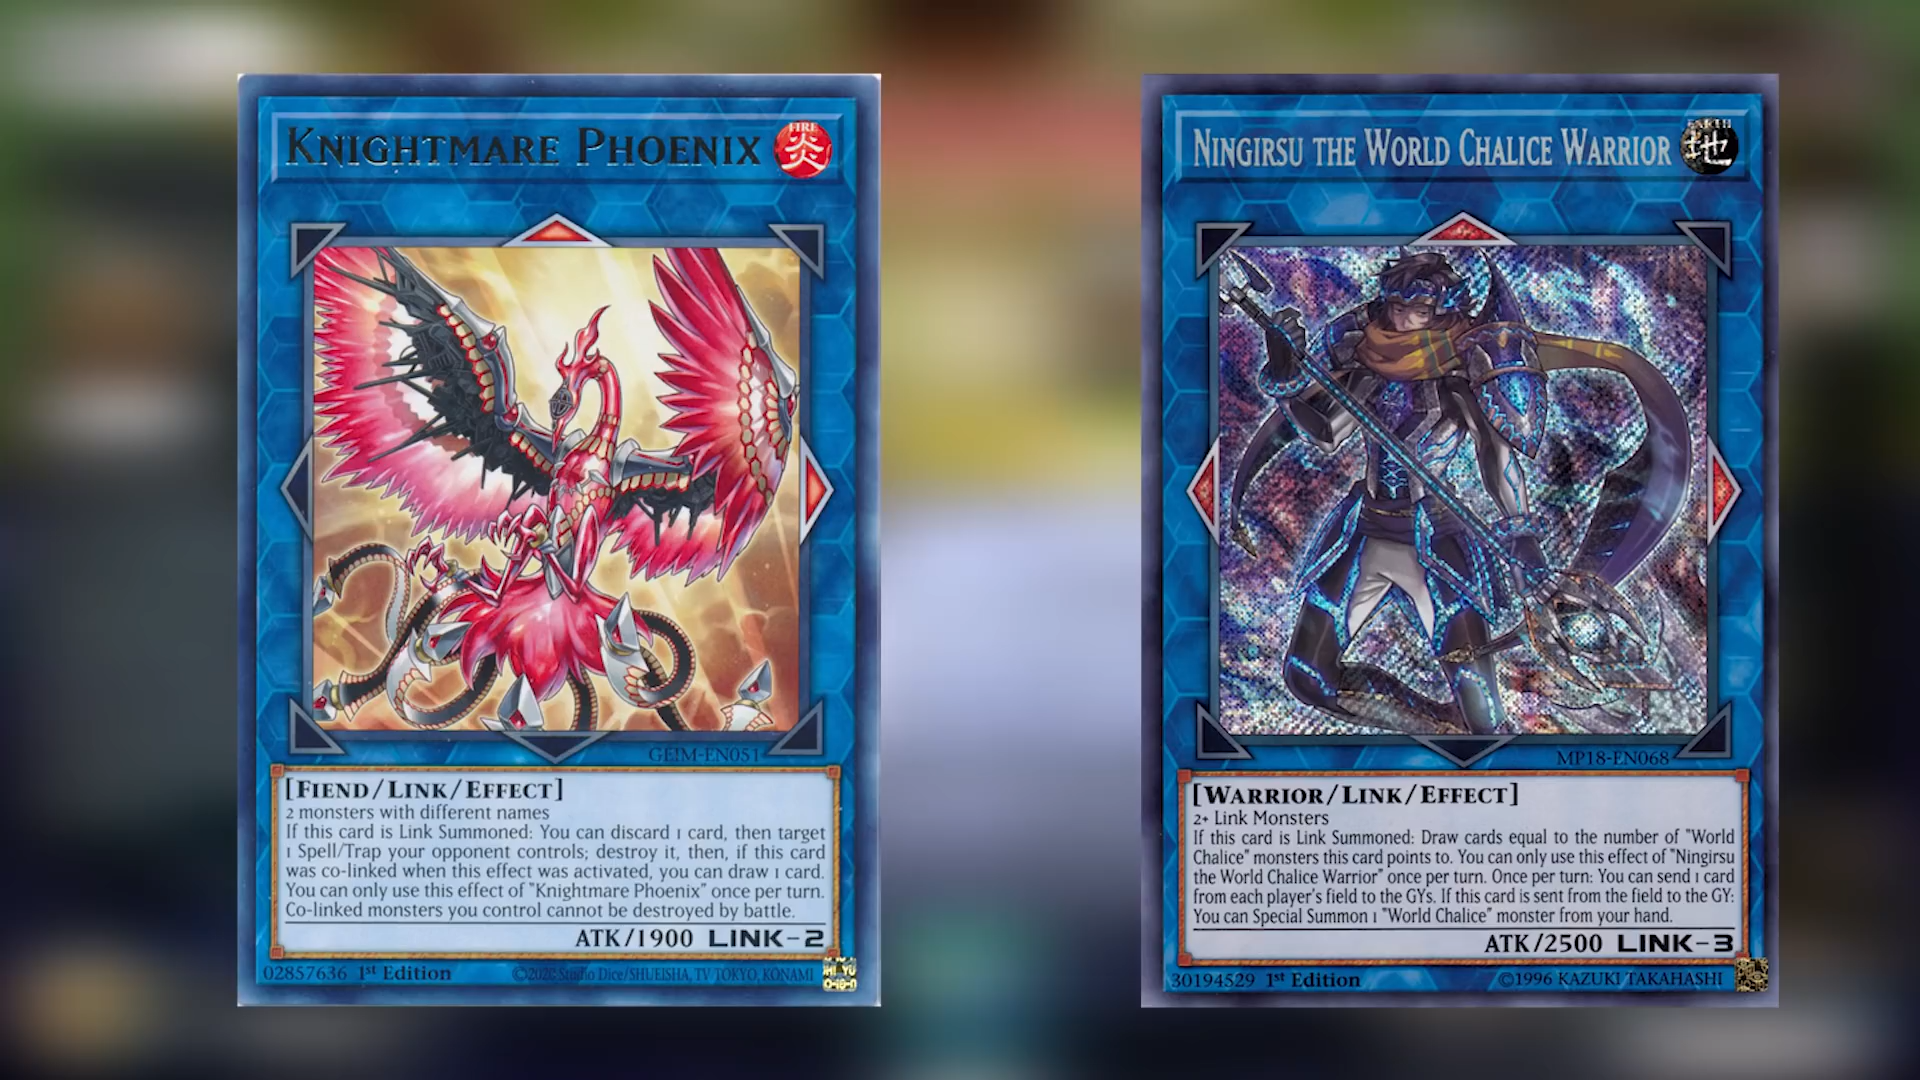 KNIGHTMARE PHOENIX
FIRE
炎
GEIM-EN051
[FIEND/LINK/EFFECT]
2 monsters with different names
If this card is Link Summoned: You can discard 1 card, then target
1 Spell/Trap your opponent controls; destroy it, then, if this card
was co-linked when this effect was activated, you can draw 1 card.
You can only use this effect of "Knightmare Phoenix" once per turn.
Co-linked monsters you control cannot be destroyed by battle.
ATK/1900 LINK-2
02857636 1st Edition ©2020 Studio Dice/SHUEISHA, TV TOKYO, KONAMI
NINGIRSU THE WORLD CHALICE WARRIOR
EARTH
地
MP18-EN068
[WARRIOR/LINK/EFFECT]
2+ Link Monsters
If this card is Link Summoned: Draw cards equal to the number of "World
Chalice" monsters this card points to. You can only use this effect of "Ningirsu
the World Chalice Warrior" once per turn. Once per turn: You can send 1 card
from each player's field to the GYs. If this card is sent from the field to the GY:
You can Special Summon 1 "World Chalice" monster from your hand.
ATK/2500 LINK-3
30194529 1st Edition ©1996 KAZUKI TAKAHASHI